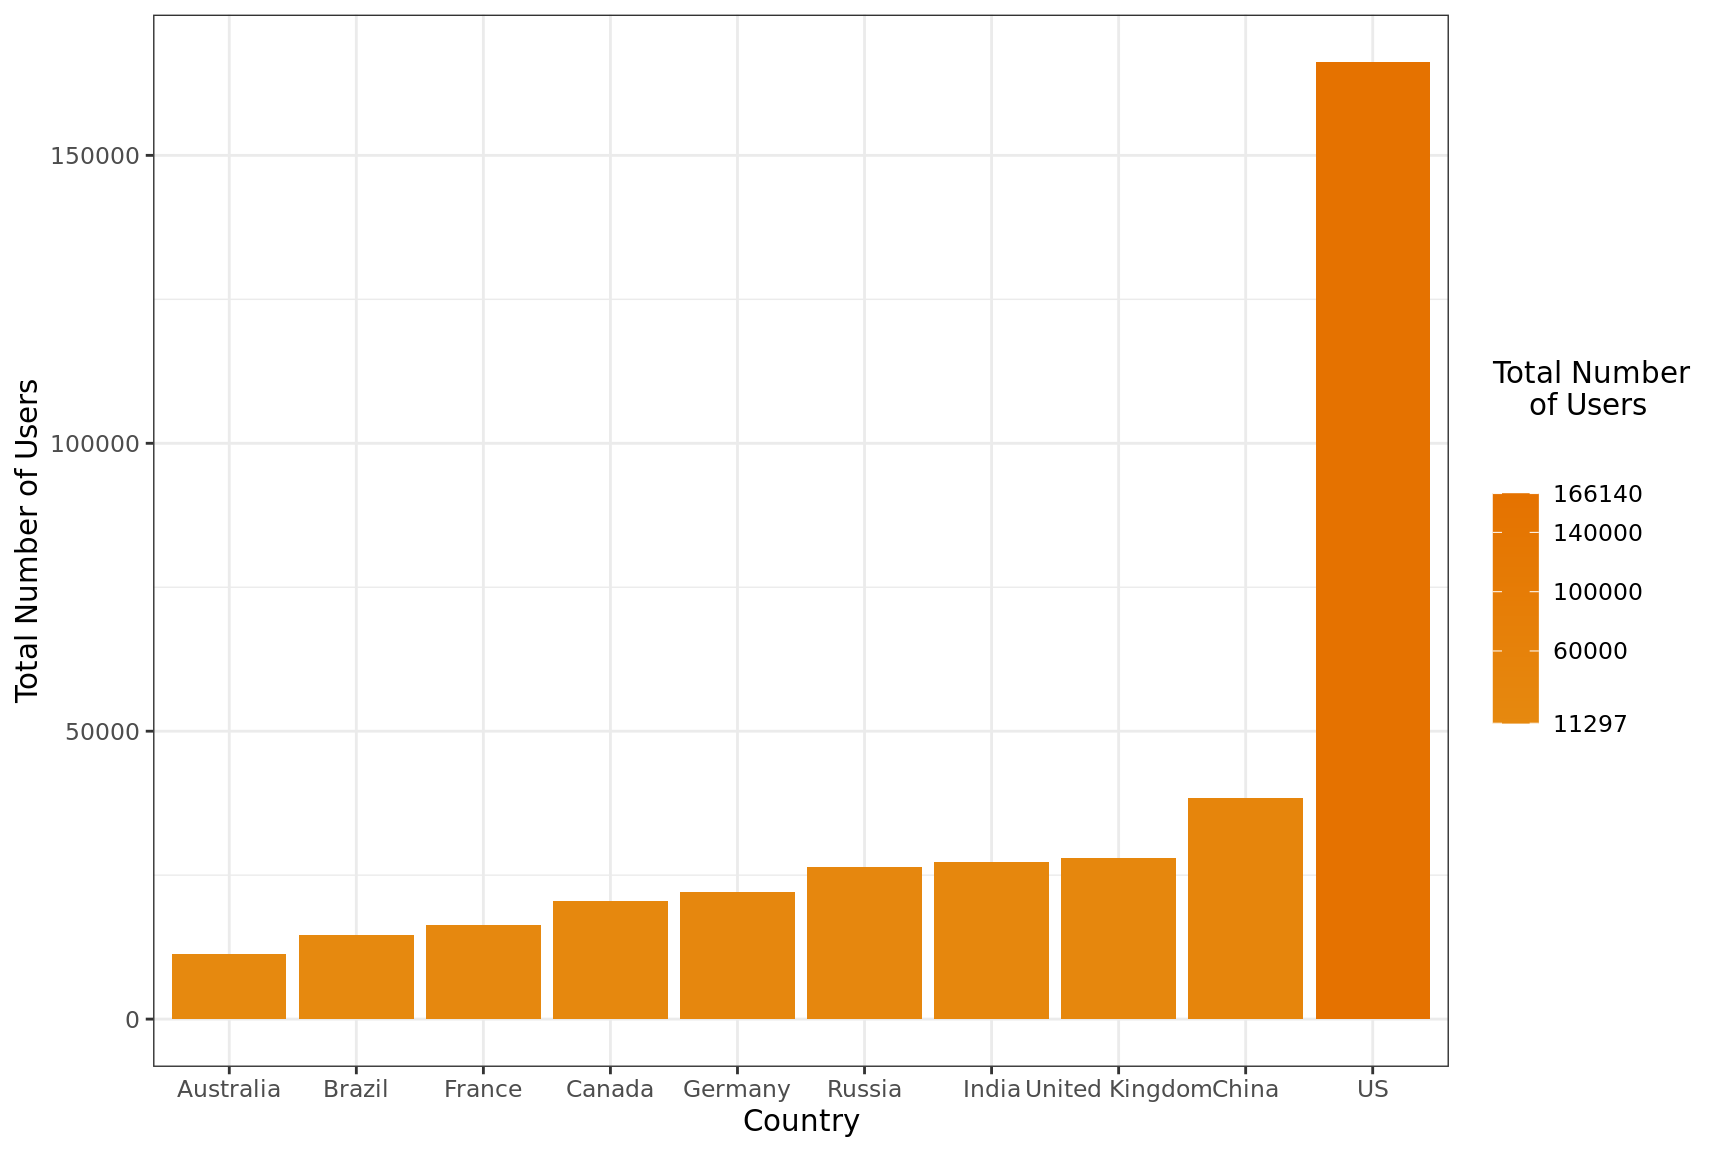 150000
100000
50000
0
Total Number of Users
Australia
Brazil
France
Canada
Germany
Russia
India
United Kingdom
China
US
Country
Total Number
of Users
166140
140000
100000
60000
11297